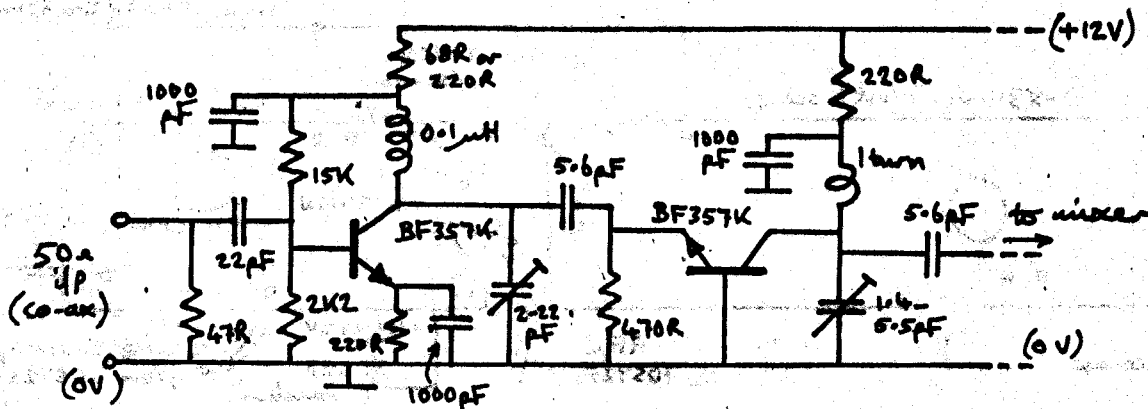 (+12V)
68R or
220R
220R
1000
pF
0.1μH
1000
pF
1 turn
15K
5.6pF
BF357K
BF357K
5.6pF
to mixer
50Ω
i/p
(co-ax)
22pF
47R
2K2
220R
1000pF
2-22
pF
470R
1.4-
5.5pF
(0V)
(0V)